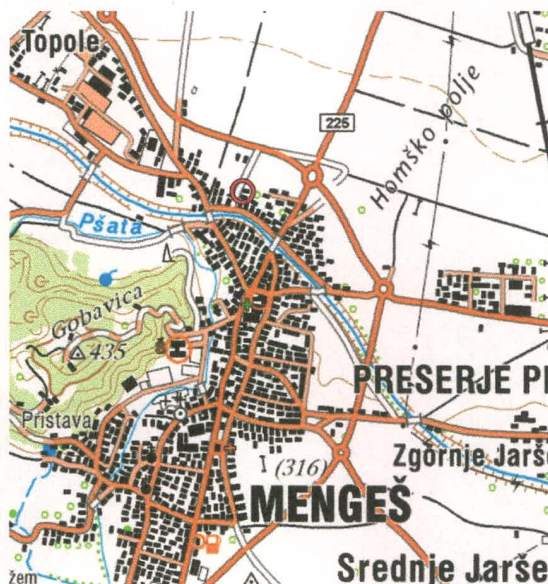 Topole
225
Homško polje
Pšata
Gobavica
435
PRESERJE P
Pristava
Zgornje Jarš
(316)
MENGEŠ
Srednje Jarše
žem